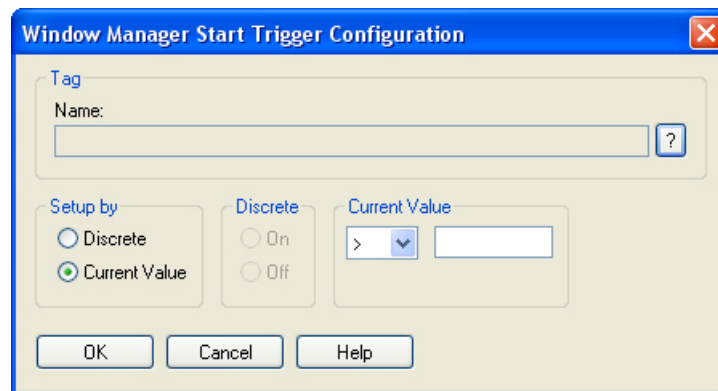 Window Manager Start Trigger Configuration
Tag
Name:
?
Setup by
Discrete
Current Value
Discrete
On
Off
Current Value
>
OK
Cancel
Help